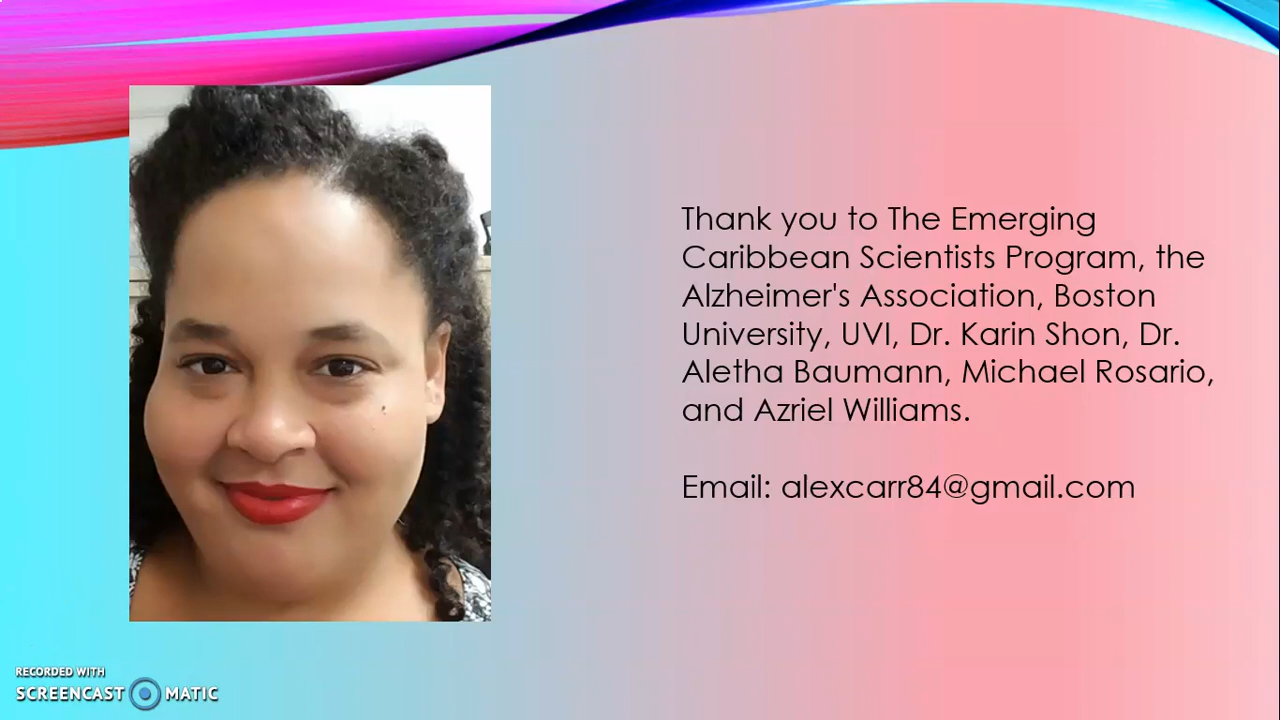 Thank you to The Emerging
Caribbean Scientists Program, the
Alzheimer's Association, Boston
University, UVI, Dr. Karin Shon, Dr.
Aletha Baumann, Michael Rosario,
and Azriel Williams.
Email: alexcarr84@gmail.com
RECORDED WITH
SCREENCAST MATIC